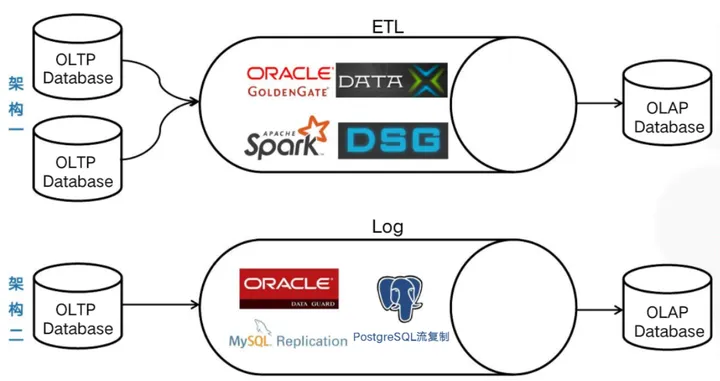 ETL
架构一
OLTP
Database
OLTP
Database
ORACLE
GOLDENGATE
DATA X
APACHE
Spark
DSG
OLAP
Database
Log
架构二
OLTP
Database
ORACLE
DATA GUARD
MySQL Replication
PostgreSQL流复制
OLAP
Database